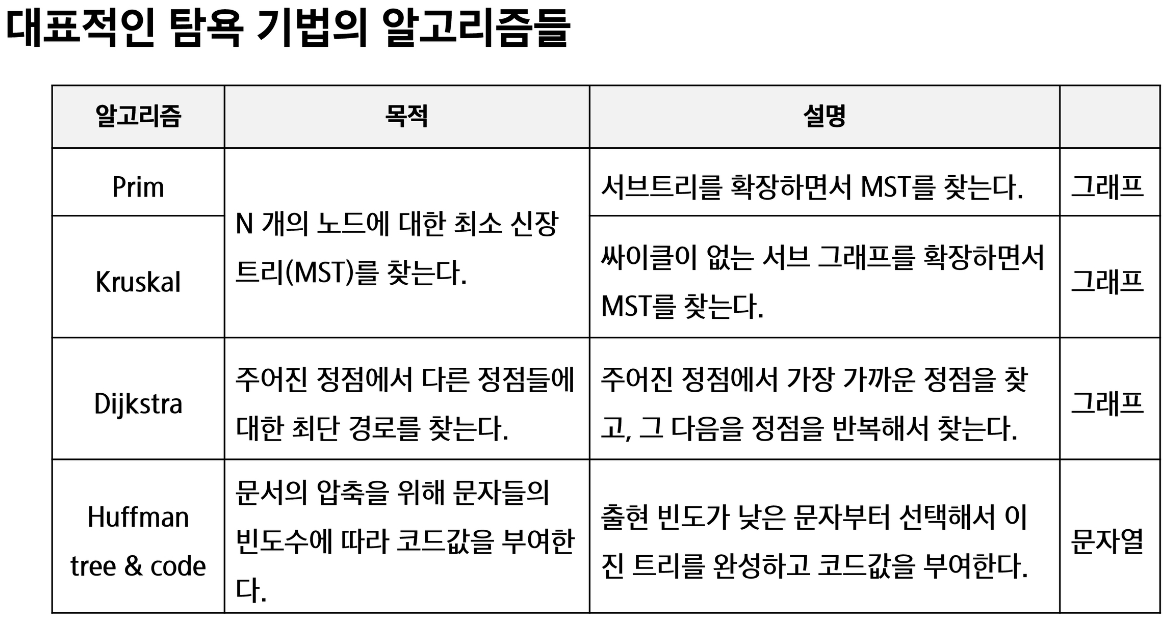 대표적인 탐욕 기법의 알고리즘들
알고리즘 목적 설명
Prim
N 개의 노드에 대한 최소 신장
트리(MST)를 찾는다.
서브트리를 확장하면서 MST를 찾는다.
그래프
Kruskal
싸이클이 없는 서브 그래프를 확장하면서
MST를 찾는다.
그래프
Dijkstra
주어진 정점에서 다른 정점들에
대한 최단 경로를 찾는다.
주어진 정점에서 가장 가까운 정점을 찾
고, 그 다음을 정점을 반복해서 찾는다.
그래프
Huffman
tree & code
문서의 압축을 위해 문자들의
빈도수에 따라 코드값을 부여한
다.
출현 빈도가 낮은 문자부터 선택해서 이
진 트리를 완성하고 코드값을 부여한다.
문자열